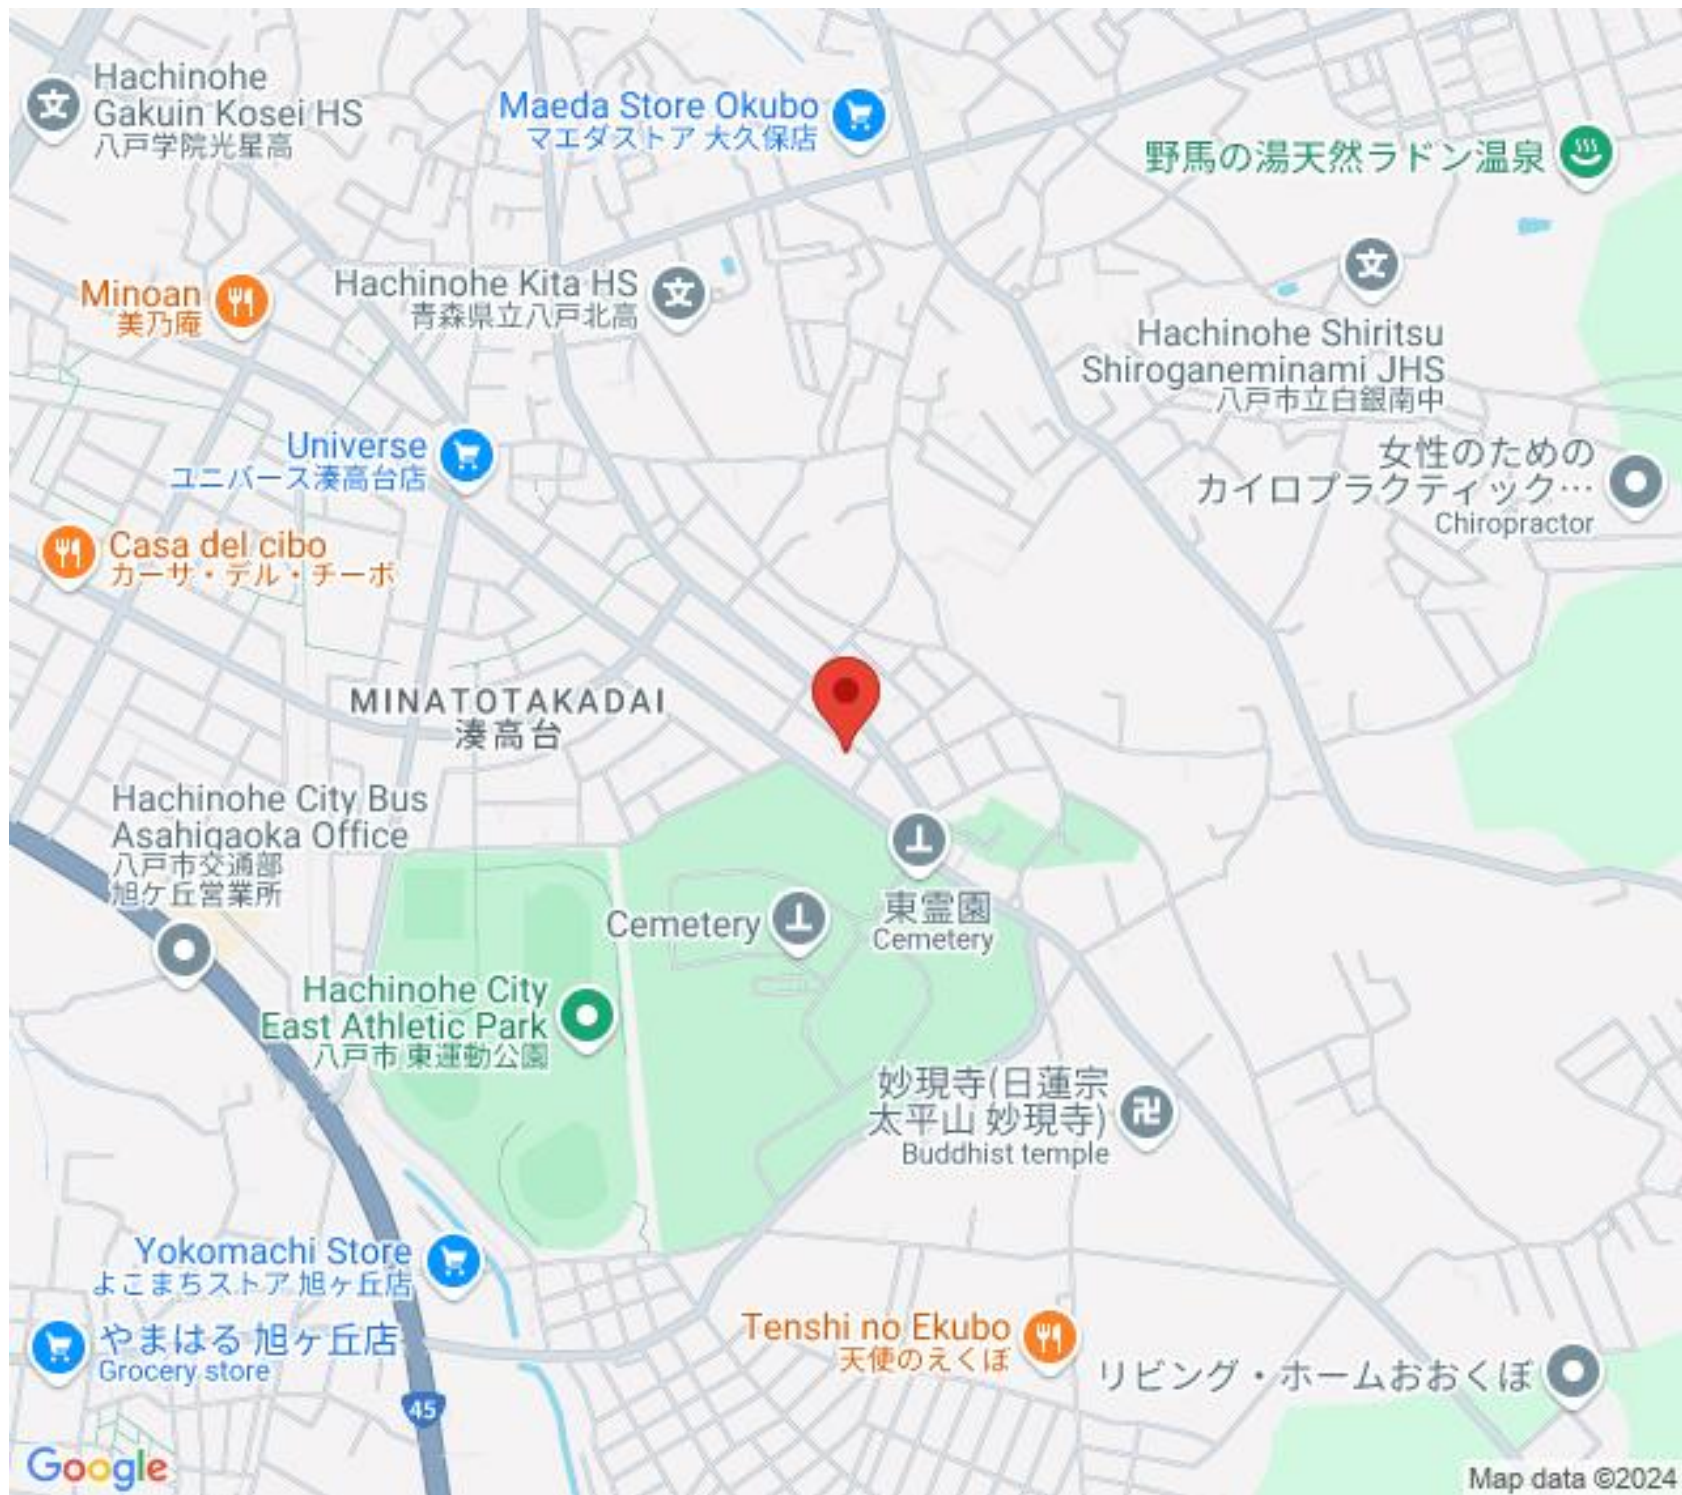 Hachinohe
Gakuin Kosei HS
八戸学院光星高
Maeda Store Okubo
マエダストア 大久保店
野馬の湯天然ラドン温泉
Minoan
美乃庵
Hachinohe Kita HS
青森県立八戸北高
Hachinohe Shiritsu
Shiroganeminami JHS
八戸市立白銀南中
Universe
ユニバース湊高台店
女性のための
カイロプラクティック…
Chiropractor
Casa del cibo
カーサ・デル・チーボ
MINATOTAKADAI
湊高台
Hachinohe City Bus
Asahigaoka Office
八戸市交通部
旭ケ丘営業所
Cemetery
東霊園
Cemetery
Hachinohe City
East Athletic Park
八戸市 東運動公園
妙現寺(日蓮宗
太平山 妙現寺)
Buddhist temple
卍
Yokomachi Store
よこまちストア 旭ヶ丘店
やまはる 旭ヶ丘店
Grocery store
Tenshi no Ekubo
天使のえくぼ
リビング・ホームおおくぼ
45
Google
Map data ©2024